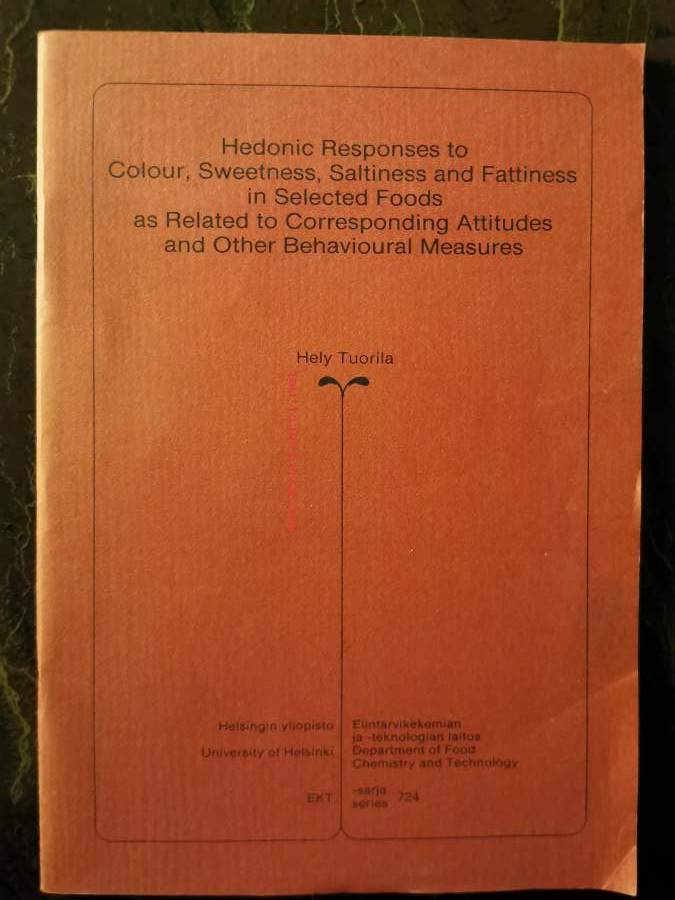 Hedonic Responses to
Colour, Sweetness, Saltiness and Fattiness
in Selected Foods
as Related to Corresponding Attitudes
and Other Behavioural Measures
Hely Tuorila
Helsingin yliopisto
University of Helsinki
Elintarvikekemian
ja -teknologian laitos
Department of Food
Chemistry and Technology
EKT
-sarja
series
724